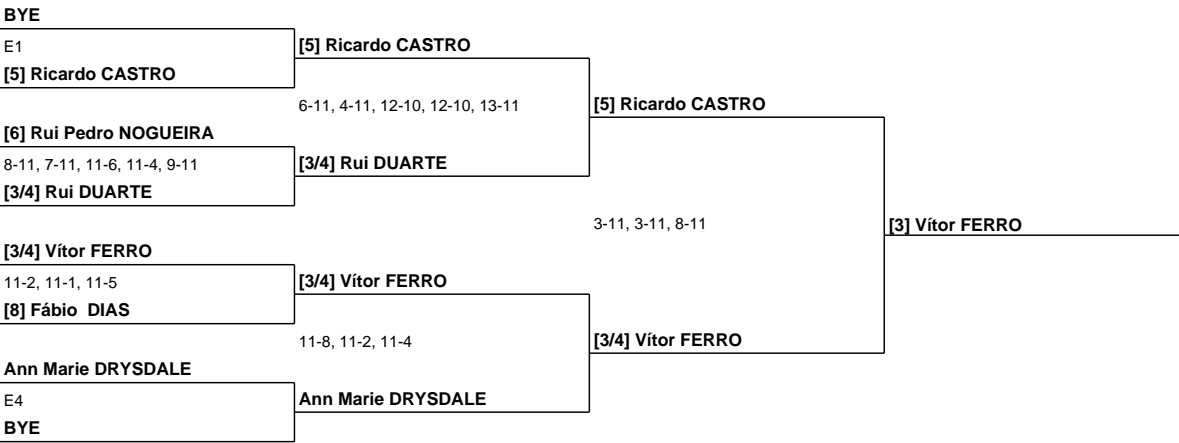 BYE
E1
[5] Ricardo CASTRO
[5] Ricardo CASTRO
6-11, 4-11, 12-10, 12-10, 13-11
[5] Ricardo CASTRO
[6] Rui Pedro NOGUEIRA
8-11, 7-11, 11-6, 11-4, 9-11
[3/4] Rui DUARTE
[3/4] Rui DUARTE
3-11, 3-11, 8-11
[3] Vítor FERRO
[3/4] Vítor FERRO
11-2, 11-1, 11-5
[3/4] Vítor FERRO
[8] Fábio  DIAS
11-8, 11-2, 11-4
[3/4] Vítor FERRO
Ann Marie DRYSDALE
E4
Ann Marie DRYSDALE
BYE